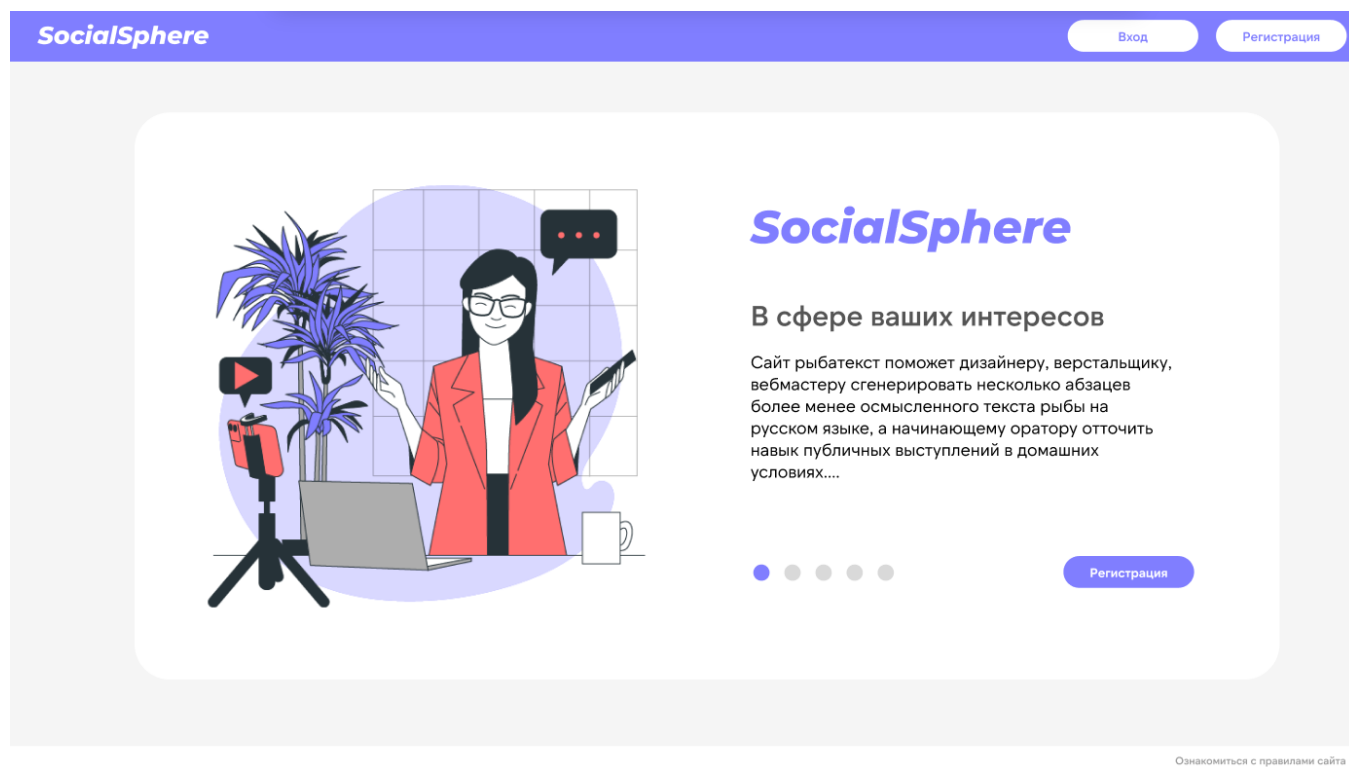 SocialSphere
Вход
Регистрация
SocialSphere
В сфере ваших интересов
Сайт рыбатекст поможет дизайнеру, верстальщику,
вебмастеру сгенерировать несколько абзацев
более менее осмысленного текста рыбы на
русском языке, а начинающему оратору отточить
навык публичных выступлений в домашних
условиях....
Регистрация
Ознакомиться с правилами сайта